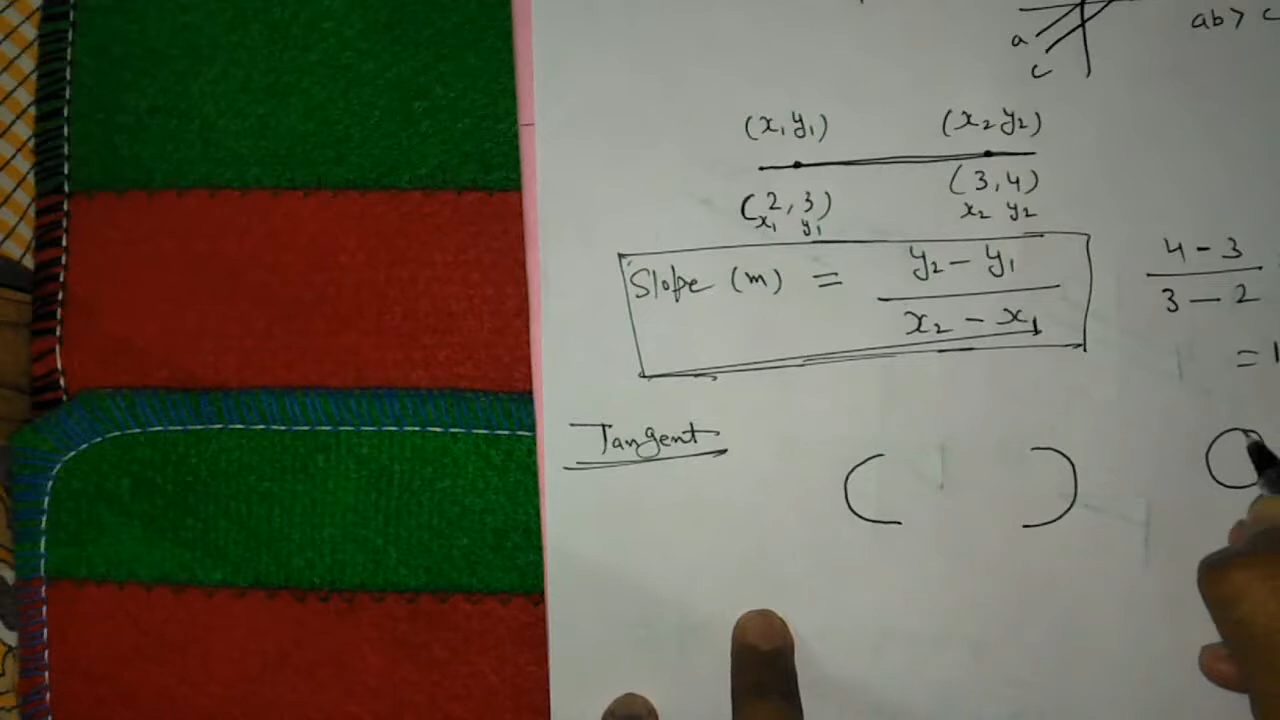 ab > c
a
c
(x₁ y₁) (x₂ y₂)
(2, 3) (3, 4)
x₁ y₁ x₂ y₂
Slope (m) = y₂ - y₁ / x₂ - x₁
4 - 3 / 3 - 2
= 1
Tangent